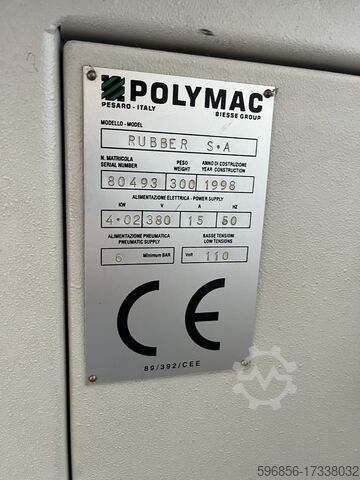 POLYMAC
PESARO - ITALY BIESSE GROUP
MODELLO - MODEL
RUBBER S·A
N. MATRICOLA PESO ANNO DI COSTRUZIONE
SERIAL NUMBER WEIGHT YEAR CONSTRUCTION
80493 300 1998
ALIMENTAZIONE ELETTRICA - POWER SUPPLY
KW V A HZ
4·02 380 15 50
ALIMENTAZIONE PNEUMATICA BASSE TENSIONI
PNEUMATIC SUPPLY LOW TENSIONS
6 Minimum BAR Volt 110
CE
89/392/CEE
596856-17338032